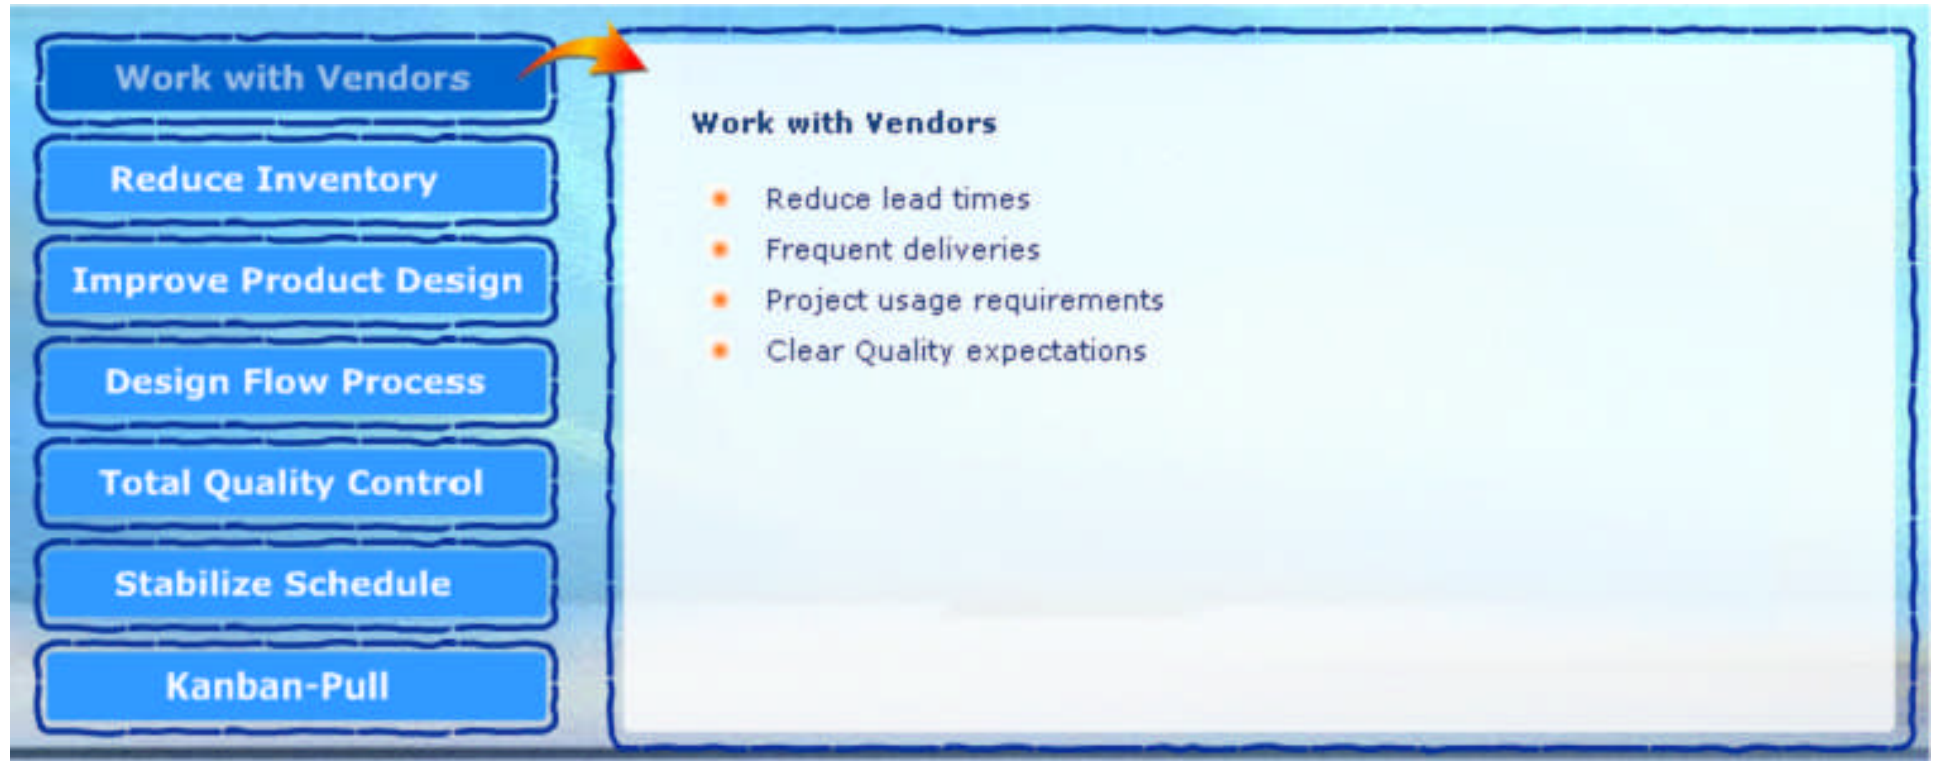 Work with Vendors
Reduce Inventory
Improve Product Design
Design Flow Process
Total Quality Control
Stabilize Schedule
Kanban-Pull
Work with Vendors
Reduce lead times
Frequent deliveries
Project usage requirements
Clear Quality expectations